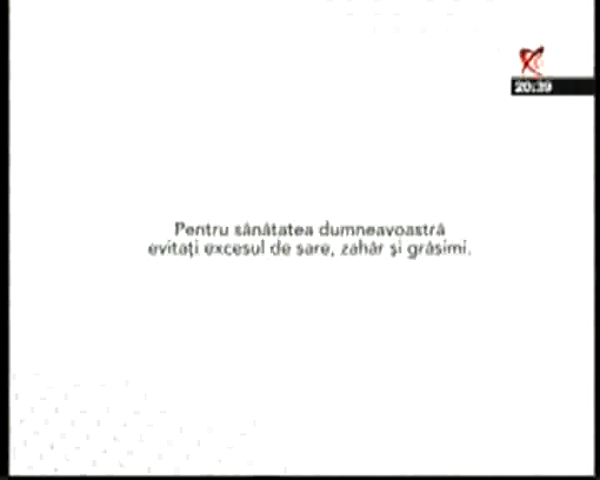 20:39
Pentru sănătatea dumneavoastră
evitați excesul de sare, zahăr și grăsimi.